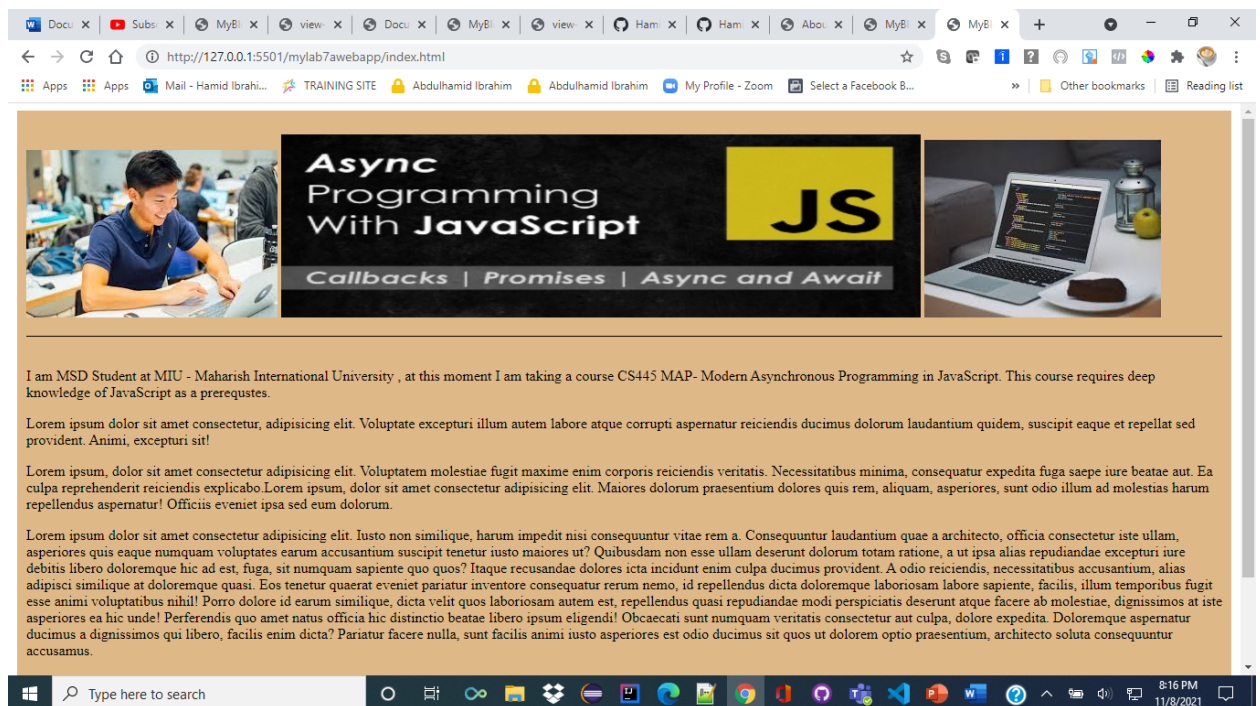 Docu
Subsc
MyBl
view-
Docu
MyBl
view-
Hami
Hami
Abou
MyBl
MyBl
http://127.0.0.1:5501/mylab7awebapp/index.html
Apps
Apps
Mail - Hamid Ibrahi...
TRAINING SITE
Abdulhamid Ibrahim
Abdulhamid Ibrahim
My Profile - Zoom
Select a Facebook B...
»
Other bookmarks
Reading list
Async
Programming
With JavaScript
JS
Callbacks | Promises | Async and Await
I am MSD Student at MIU - Maharish International University , at this moment I am taking a course CS445 MAP- Modern Asynchronous Programming in JavaScript. This course requires deep
knowledge of JavaScript as a prerequstes.
Lorem ipsum dolor sit amet consectetur, adipisicing elit. Voluptate excepturi illum autem labore atque corrupti aspernatur reiciendis ducimus dolorum laudantium quidem, suscipit eaque et repellat sed
provident. Animi, excepturi sit!
Lorem ipsum, dolor sit amet consectetur adipisicing elit. Voluptatem molestiae fugit maxime enim corporis reiciendis veritatis. Necessitatibus minima, consequatur expedita fuga saepe iure beatae aut. Ea
culpa reprehenderit reiciendis explicabo.Lorem ipsum, dolor sit amet consectetur adipisicing elit. Maiores dolorum praesentium dolores quis rem, aliquam, asperiores, sunt odio illum ad molestias harum
repellendus aspernatur! Officiis eveniet ipsa sed eum dolorum.
Lorem ipsum dolor sit amet consectetur adipisicing elit. Iusto non similique, harum impedit nisi consequuntur vitae rem a. Consequuntur laudantium quae a architecto, officia consectetur iste ullam,
asperiores quis eaque numquam voluptates earum accusantium suscipit tenetur iusto maiores ut? Quibusdam non esse ullam deserunt dolorum totam ratione, a ut ipsa alias repudiandae excepturi iure
debitis libero doloremque hic ad est, fuga, sit numquam sapiente quo quos? Itaque recusandae dolores icta incidunt enim culpa ducimus provident. A odio reiciendis, necessitatibus accusantium, alias
adipisci similique at doloremque quasi. Eos tenetur quaerat eveniet pariatur inventore consequatur rerum nemo, id repellendus dicta doloremque laboriosam labore sapiente, facilis, illum temporibus fugit
esse animi voluptatibus nihil! Porro dolore id earum similique, dicta velit quos laboriosam autem est, repellendus quasi repudiandae modi perspiciatis deserunt atque facere ab molestiae, dignissimos at iste
asperiores ea hic unde! Perferendis quo amet natus officia hic distinctio beatae libero ipsum eligendi! Obcaecati sunt numquam veritatis consectetur aut culpa, dolore expedita. Doloremque aspernatur
ducimus a dignissimos qui libero, facilis enim dicta? Pariatur facere nulla, sunt facilis animi iusto asperiores est odio ducimus sit quos ut dolorem optio praesentium, architecto soluta consequuntur
accusamus.
Type here to search
8:16 PM
11/8/2021